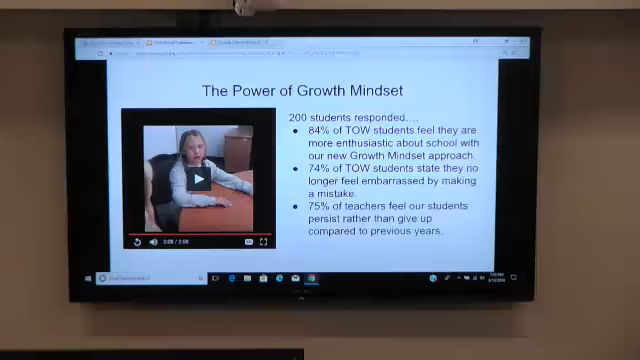 The Power of Growth Mindset
200 students responded....
● 84% of TOW students feel they are
more enthusiastic about school with
our new Growth Mindset approach.
● 74% of TOW students state they no
longer feel embarrassed by making
a mistake.
● 75% of teachers feel our students
persist rather than give up
compared to previous years.
2:08 / 2:08